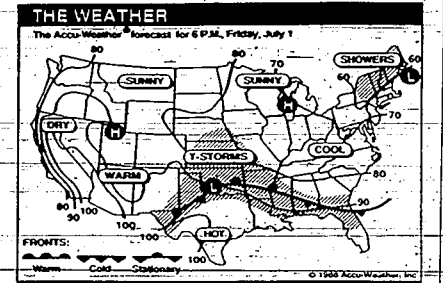 THE WEATHER
The Accu-Weather forecast for 6 P.M., Friday, July 1
80
80
70
SHOWERS
60
60
L
SUNNY
SUNNY
H
70
DRY
H
COOL
T-STORMS
WARM
80
L
80
90
100
100
90
100
HOT
100
FRONTS:
Warm Cold Stationary
© 1988 Accu-Weather, Inc